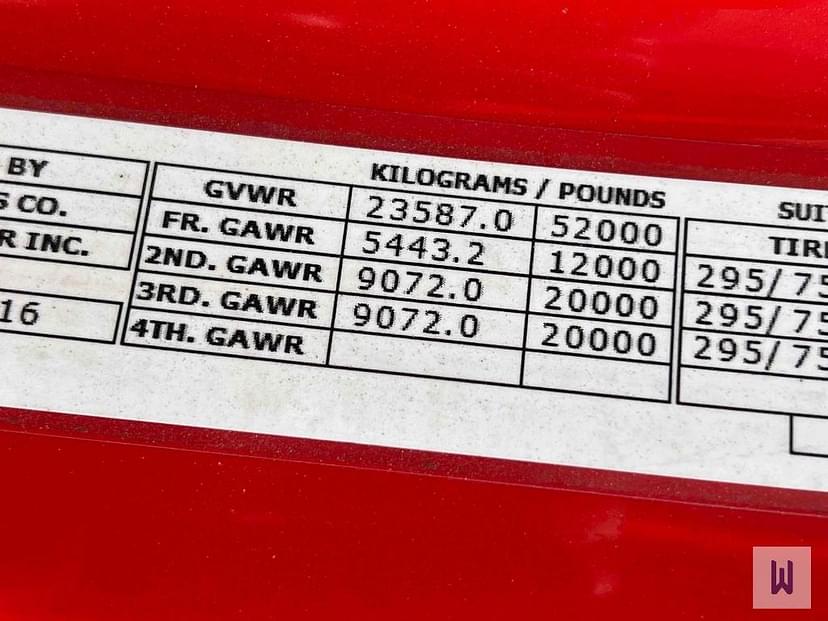 BY
S CO.
R INC.
16
KILOGRAMS / POUNDS
GVWR 23587.0 52000
FR. GAWR 5443.2 12000
2ND. GAWR 9072.0 20000
3RD. GAWR 9072.0 20000
4TH. GAWR
SUI
TIR
295/75
295/75
295/75
W